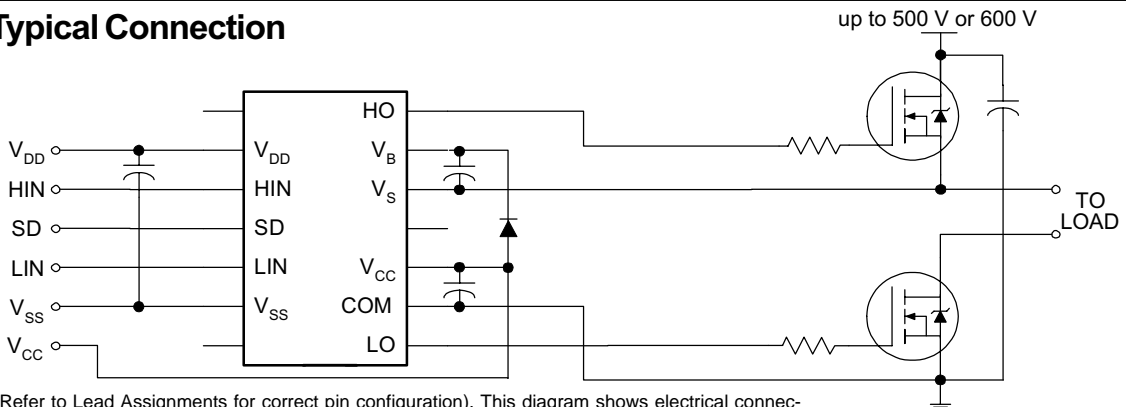 Typical Connection
up to 500 V or 600 V
HO
V_DD
V_DD
V_B
HIN
HIN
V_S
TO
LOAD
SD
SD
LIN
LIN
V_CC
V_SS
V_SS
COM
V_CC
LO
(Refer to Lead Assignments for correct pin configuration). This diagram shows electrical connec-